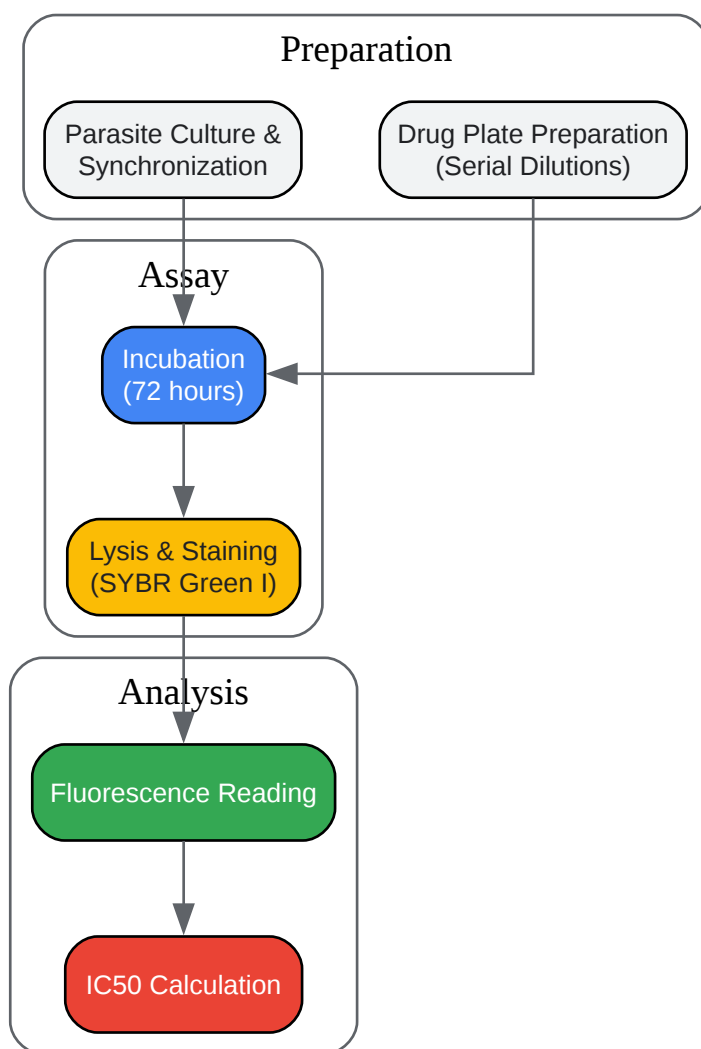 Preparation
Parasite Culture &
Synchronization
Drug Plate Preparation
(Serial Dilutions)
Assay
Incubation
(72 hours)
Lysis & Staining
(SYBR Green I)
Analysis
Fluorescence Reading
IC50 Calculation